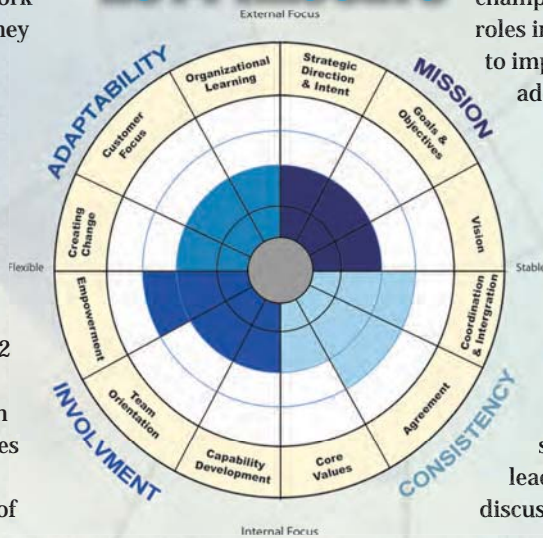 ork
champ
roles in
to imp
ad
External Focus
ADAPTABILITY
MISSION
Organizational
Learning
Strategic
Direction
& Intent
Customer
Focus
Goals &
Objectives
Creating
Change
Vision
Flexible
Stable
Empowerment
Coordination
& Intergration
Team
Orientation
Agreement
Capability
Development
Core
Values
INVOLVMENT
CONSISTENCY
Internal Focus
2
n
es
of
s
lead
discus